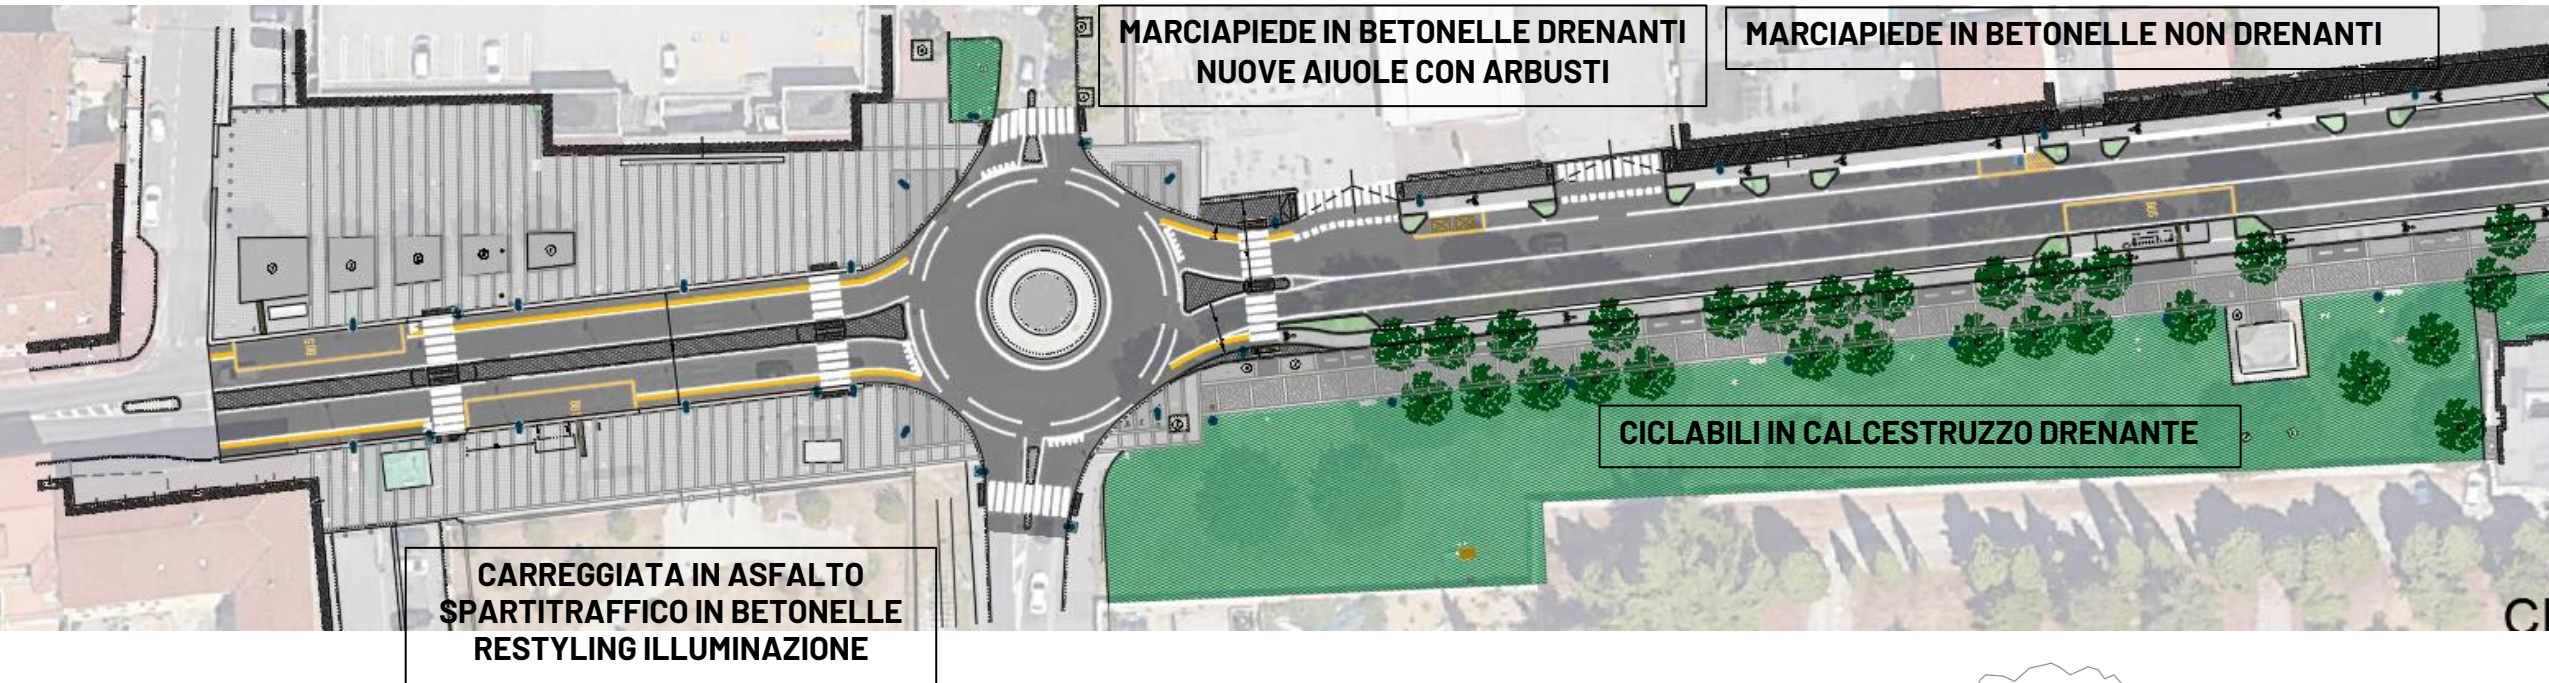 MARCIAPIEDE IN BETONELLE DRENANTI
NUOVE AIUOLE CON ARBUSTI
MARCIAPIEDE IN BETONELLE NON DRENANTI
CICLABILI IN CALCESTRUZZO DRENANTE
CARREGGIATA IN ASFALTO
SPARTITRAFFICO IN BETONELLE
RESTYLING ILLUMINAZIONE